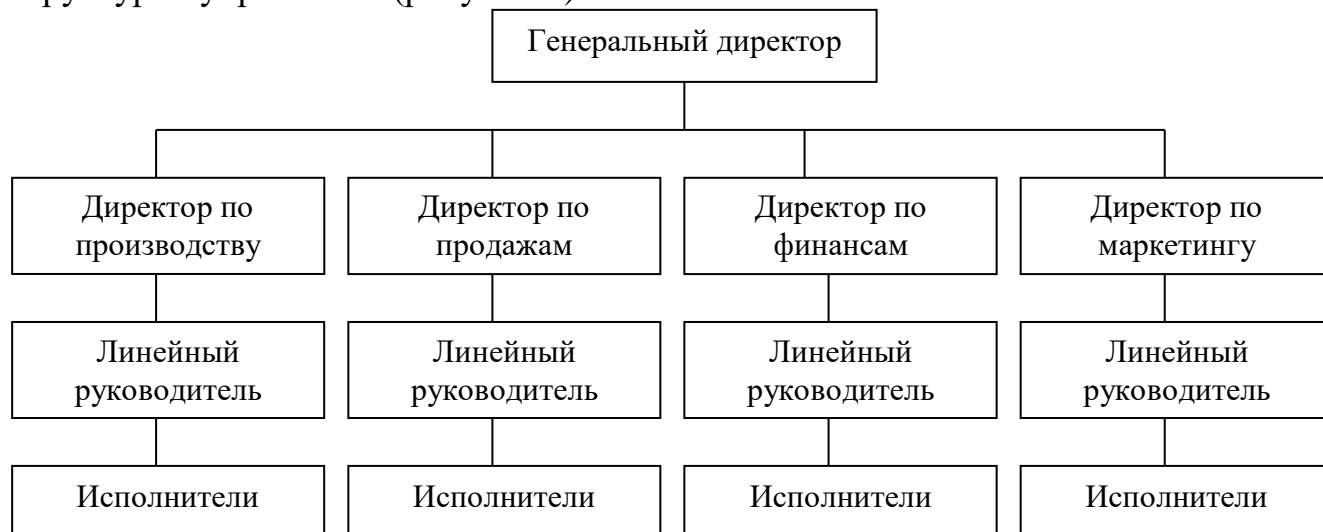 Генеральный директор
Директор по
производству
Директор по
продажам
Директор по
финансам
Директор по
маркетингу
Линейный
руководитель
Линейный
руководитель
Линейный
руководитель
Линейный
руководитель
Исполнители
Исполнители
Исполнители
Исполнители